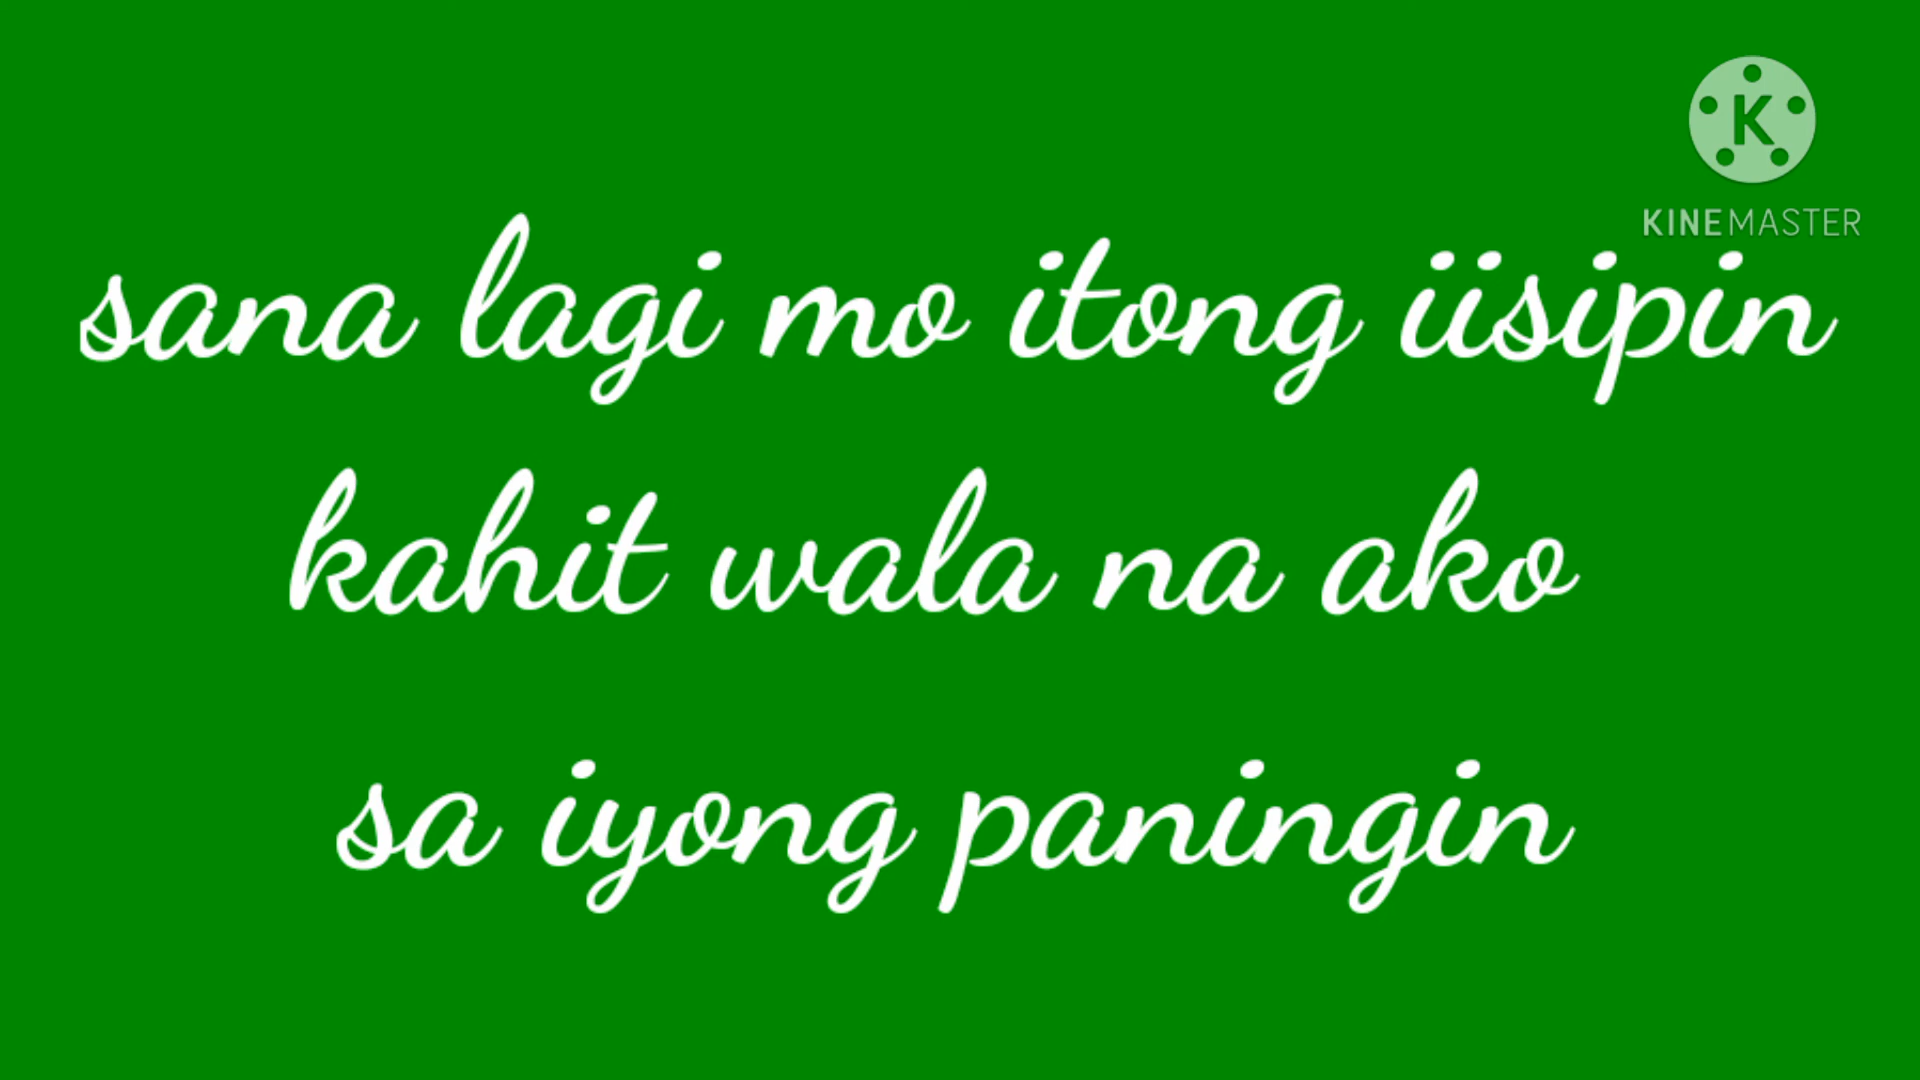 K
KINEMASTER
sana lagi mo itong iisipin
kahit wala na ako
sa iyong paningin